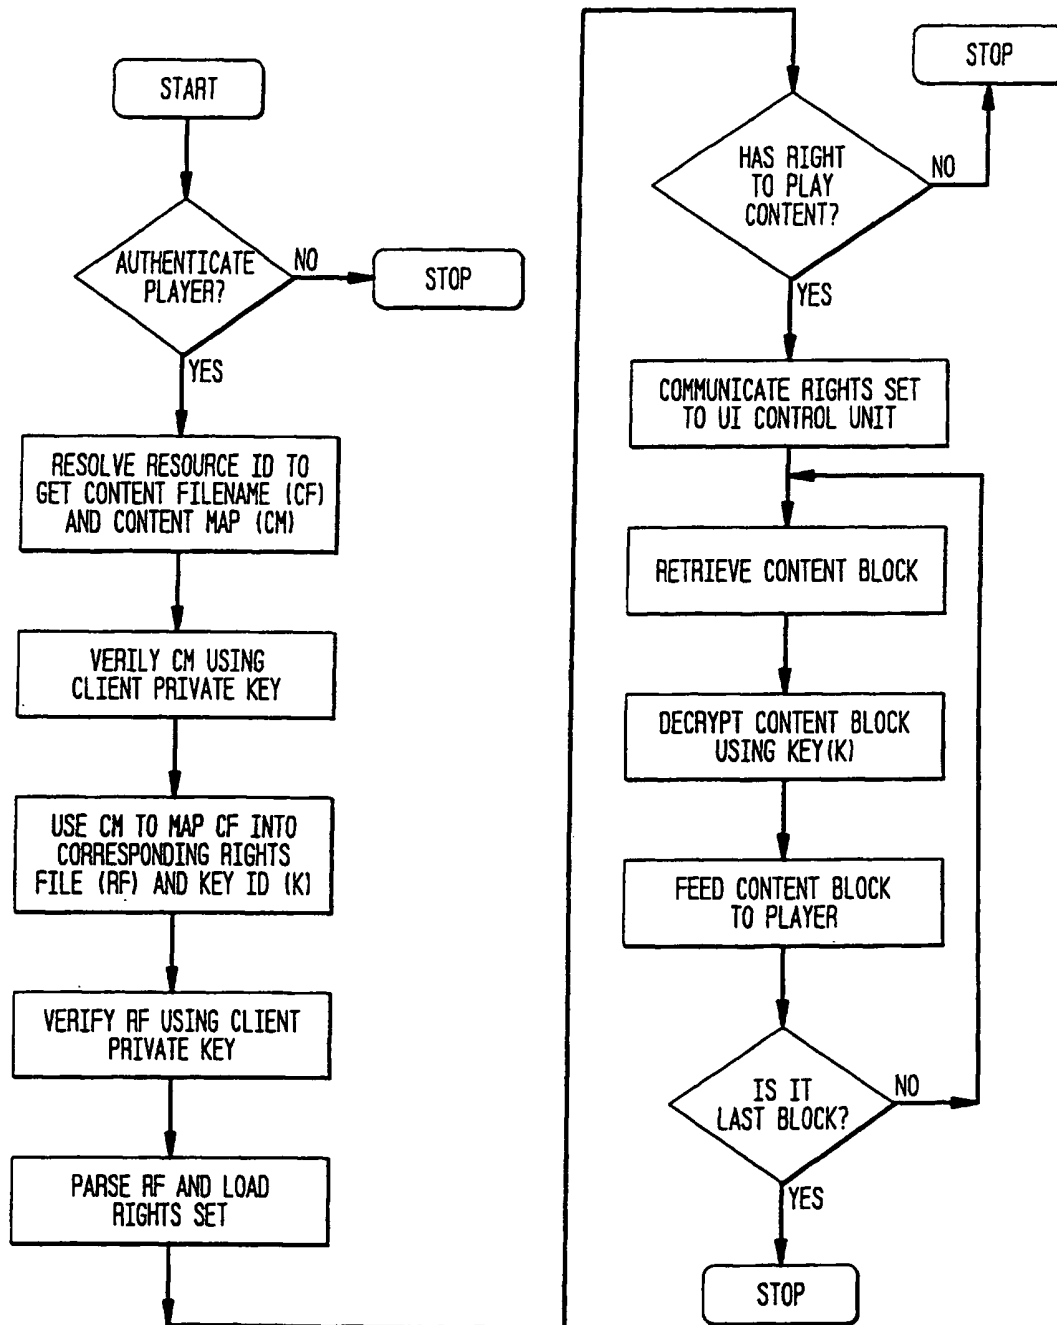 START
AUTHENTICATE
PLAYER?
NO
STOP
YES
RESOLVE RESOURCE ID TO
GET CONTENT FILENAME (CF)
AND CONTENT MAP (CM)
VERILY CM USING
CLIENT PRIVATE KEY
USE CM TO MAP CF INTO
CORRESPONDING RIGHTS
FILE (RF) AND KEY ID (K)
VERIFY RF USING CLIENT
PRIVATE KEY
PARSE RF AND LOAD
RIGHTS SET
HAS RIGHT
TO PLAY
CONTENT?
NO
STOP
YES
COMMUNICATE RIGHTS SET
TO UI CONTROL UNIT
RETRIEVE CONTENT BLOCK
DECRYPT CONTENT BLOCK
USING KEY(K)
FEED CONTENT BLOCK
TO PLAYER
IS IT
LAST BLOCK?
NO
YES
STOP